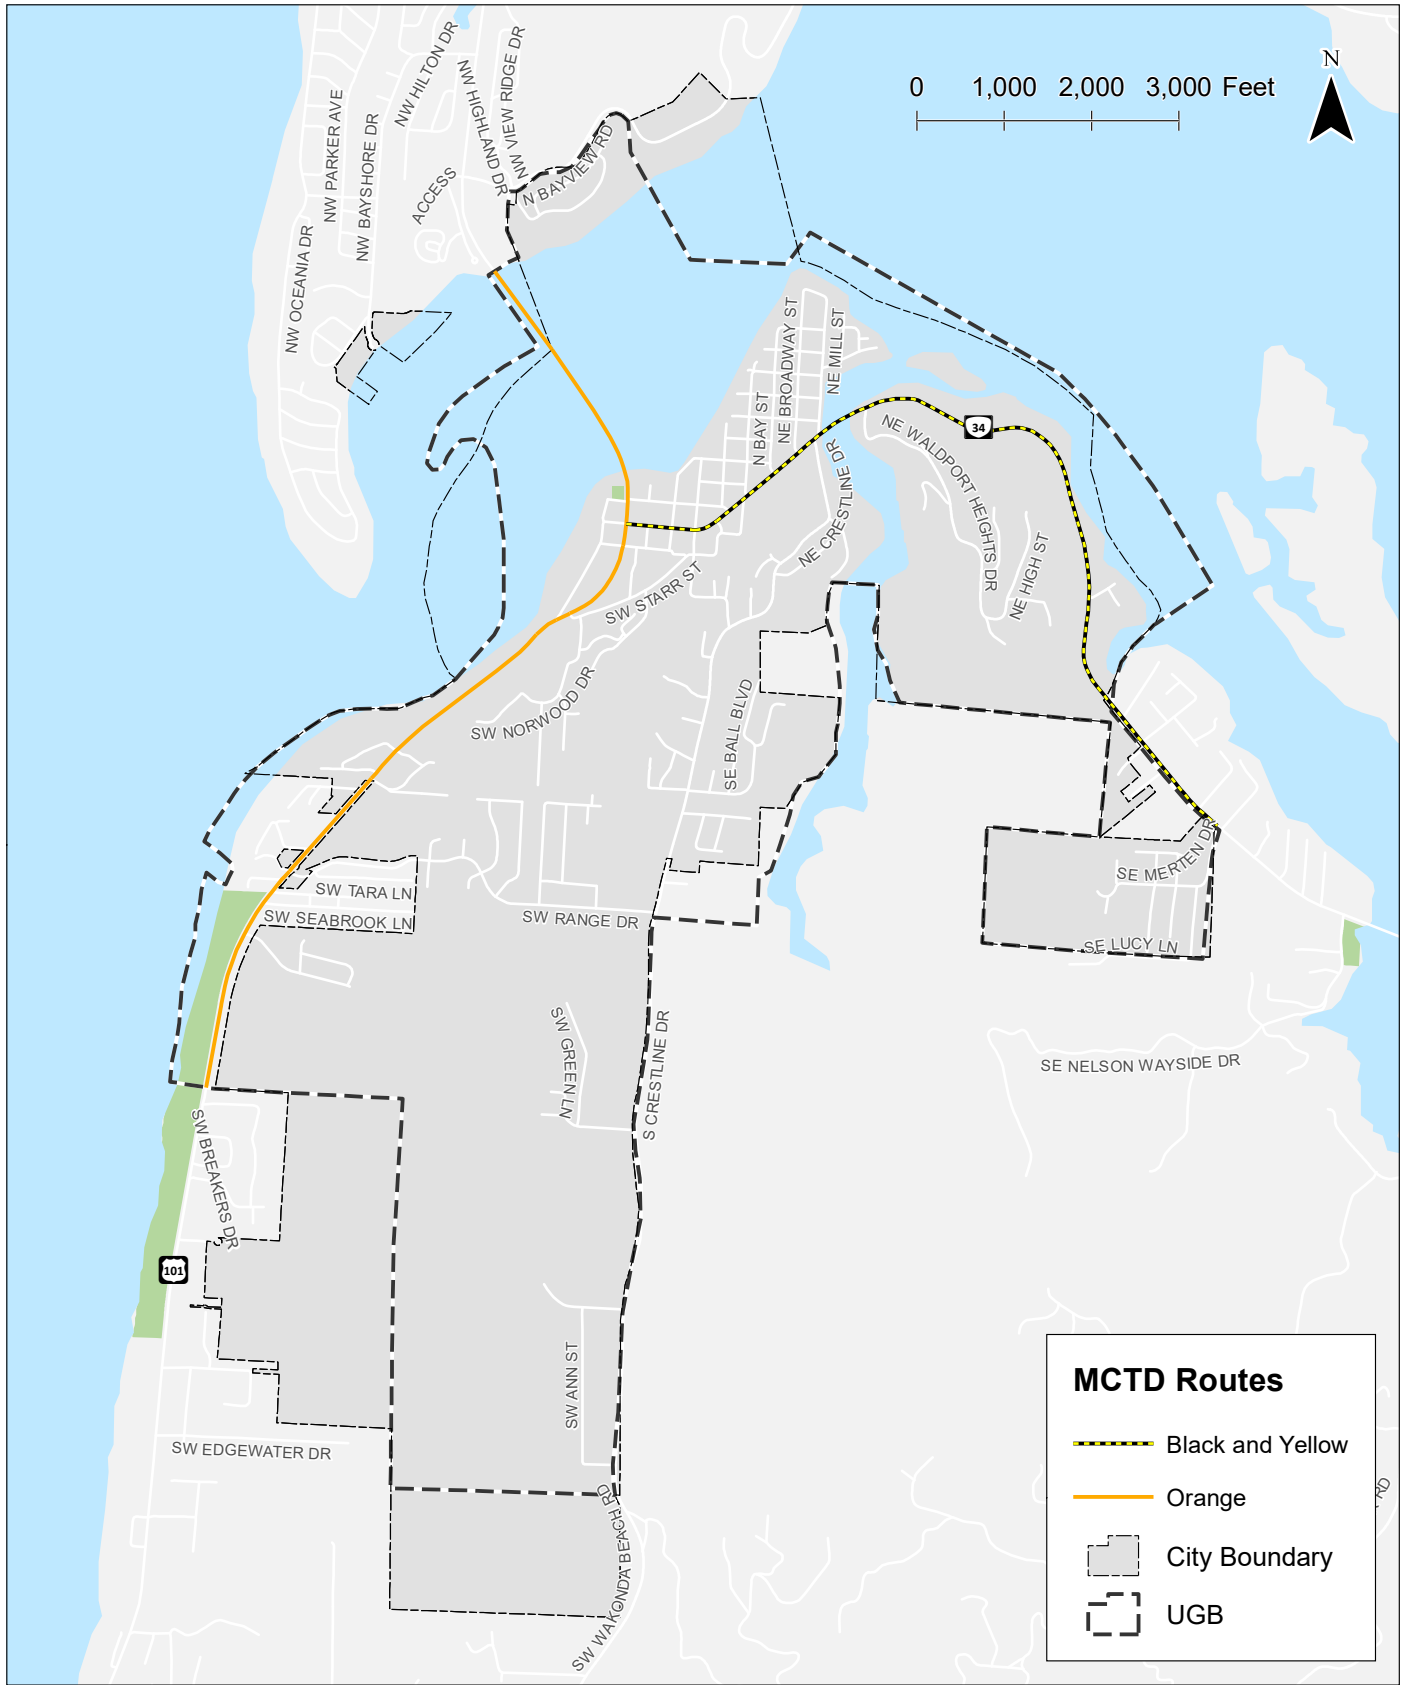 NW HILTON DR
NW HIGHLAND DR
NW VIEW RIDGE DR
NW PARKER AVE
NW BAYSHORE DR
ACCESS
N BAYVIEW RD
NW OCEANIA DR
0 1,000 2,000 3,000 Feet
N
N BAY ST
NE BROADWAY ST
NE MILL ST
34
NE WALDPORT HEIGHTS DR
NE CRESTLINE DR
NE HIGH ST
SW STARR ST
SW NORWOOD DR
SE BALL BLVD
SE MERTEN DR
SW TARA LN
SW SEABROOK LN
SW RANGE DR
SE LUCY LN
SW GREEN LN
S CRESTLINE DR
SE NELSON WAYSIDE DR
SW BREAKERS DR
101
SW ANN ST
SW EDGEWATER DR
SW WAKONDA BEACH RD
RD
MCTD Routes
Black and Yellow
Orange
City Boundary
UGB